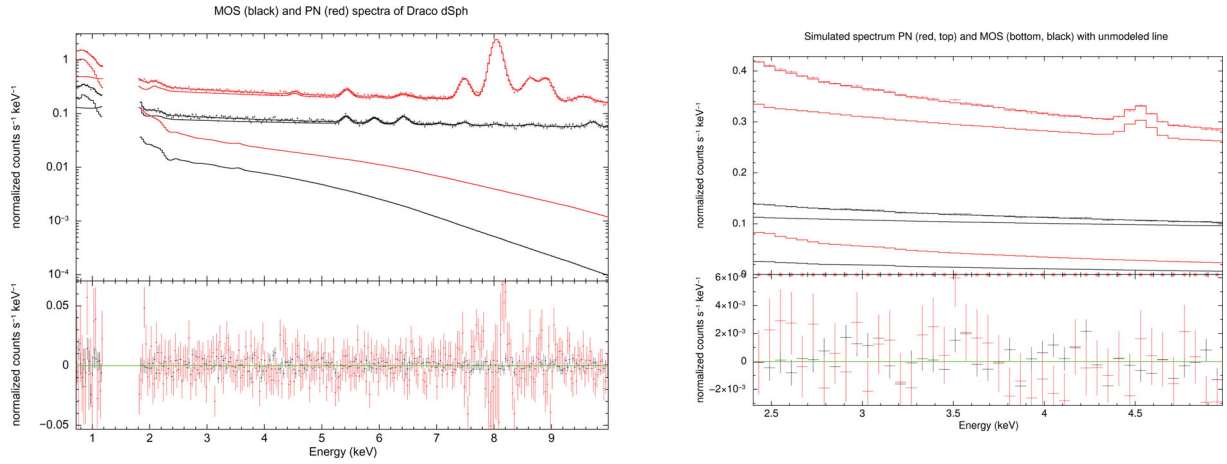 MOS (black) and PN (red) spectra of Draco dSph
normalized counts s⁻¹ keV⁻¹
1
0.1
0.01
10⁻³
10⁻⁴
normalized counts s⁻¹ keV⁻¹
0.05
0
−0.05
1 2 3 4 5 6 7 8 9
Energy (keV)
Simulated spectrum PN (red, top) and MOS (bottom, black) with unmodeled line
normalized counts s⁻¹ keV⁻¹
0.4
0.3
0.2
0.1
0
normalized counts s⁻¹ keV⁻¹
6×10⁻³
4×10⁻³
2×10⁻³
0
−2×10⁻³
2.5 3 3.5 4 4.5
Energy (keV)